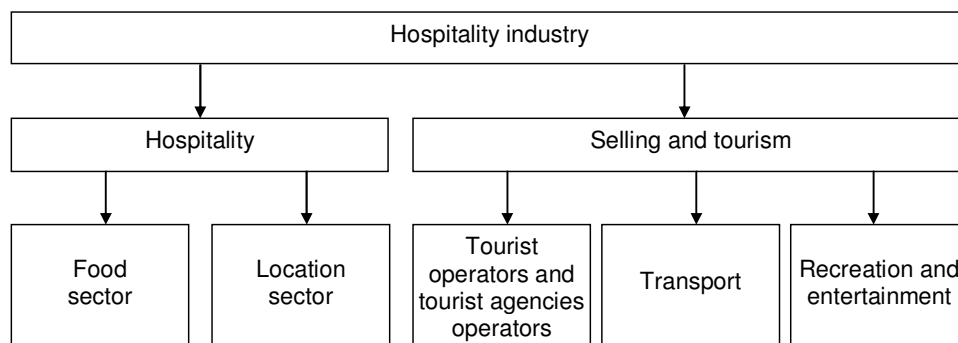 Hospitality industry
Hospitality
Selling and tourism
Food
sector
Location
sector
Tourist
operators and
tourist agencies
operators
Transport
Recreation and
entertainment